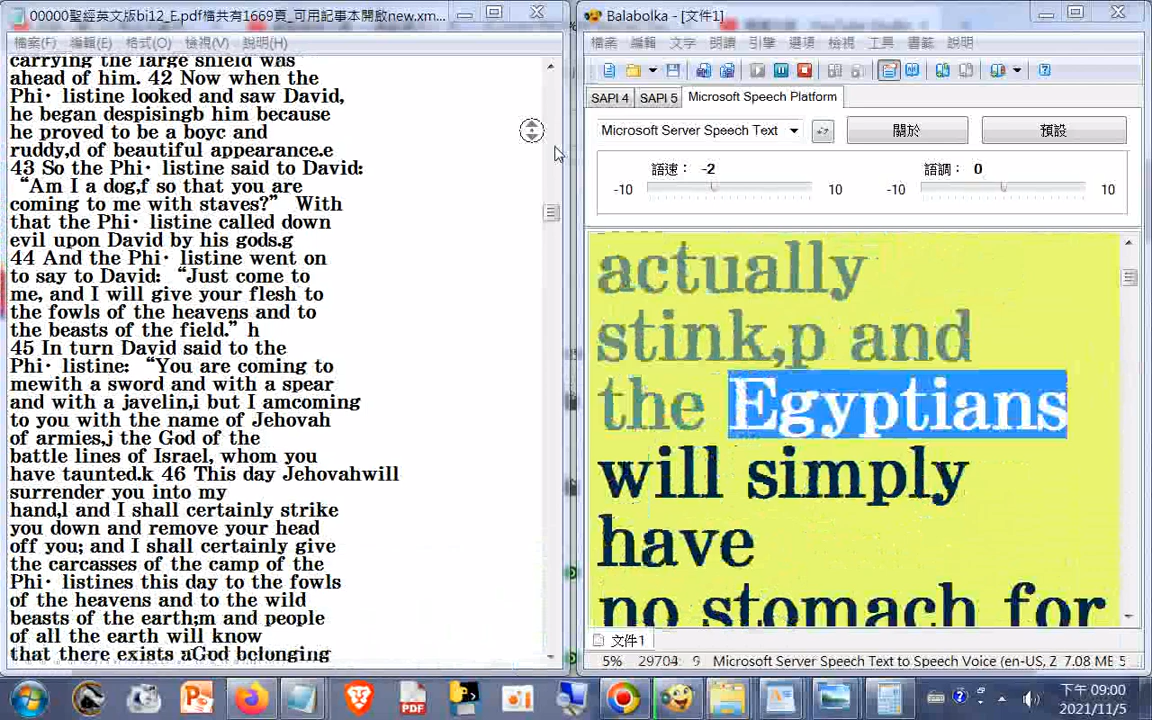 00000聖經英文版bi12_E.pdf檔共有1669頁_可用記事本開啟new.xm...
檔案(F) 編輯(E) 格式(O) 檢視(V) 說明(H)
carrying the large shield was
ahead of him. 42 Now when the
Phi· listine looked and saw David,
he began despisingb him because
he proved to be a boyc and
ruddy,d of beautiful appearance.e
43 So the Phi· listine said to David:
“Am I a dog,f so that you are
coming to me with staves?” With
that the Phi· listine called down
evil upon David by his gods.g
44 And the Phi· listine went on
to say to David: “Just come to
me, and I will give your flesh to
the fowls of the heavens and to
the beasts of the field.” h
45 In turn David said to the
Phi· listine: “You are coming to
mewith a sword and with a spear
and with a javelin,i but I amcoming
to you with the name of Jehovah
of armies,j the God of the
battle lines of Israel, whom you
have taunted.k 46 This day Jehovahwill
surrender you into my
hand,l and I shall certainly strike
you down and remove your head
off you; and I shall certainly give
the carcasses of the camp of the
Phi· listines this day to the fowls
of the heavens and to the wild
beasts of the earth;m and people
of all the earth will know
that there exists aGod belonging
Balabolka - [文件1]
檔案 編輯 文字 朗讀 引擎 選項 檢視 工具 書籤 說明
SAPI 4 SAPI 5 Microsoft Speech Platform
Microsoft Server Speech Text 關於 預設
語速: -2 語調: 0
-10 10 -10 10
actually
stink,p and
the Egyptians
will simply
have
no stomach for
文件1
5% 29704: 9 Microsoft Server Speech Text to Speech Voice (en-US, Z 7.08 MB 5
PDF
下午 09:00
2021/11/5